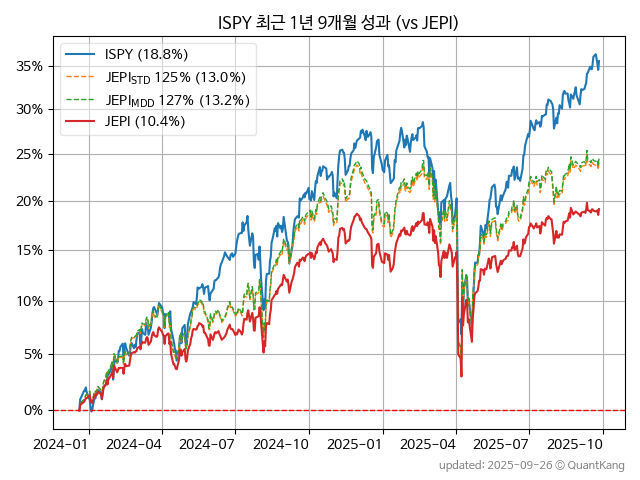 ISPY 최근 1년 9개월 성과 (vs JEPI)
ISPY (18.8%)
JEPI_STD 125% (13.0%)
JEPI_MDD 127% (13.2%)
JEPI (10.4%)
35%
30%
25%
20%
15%
10%
5%
0%
2024-01 2024-04 2024-07 2024-10 2025-01 2025-04 2025-07 2025-10
updated: 2025-09-26 © QuantKang